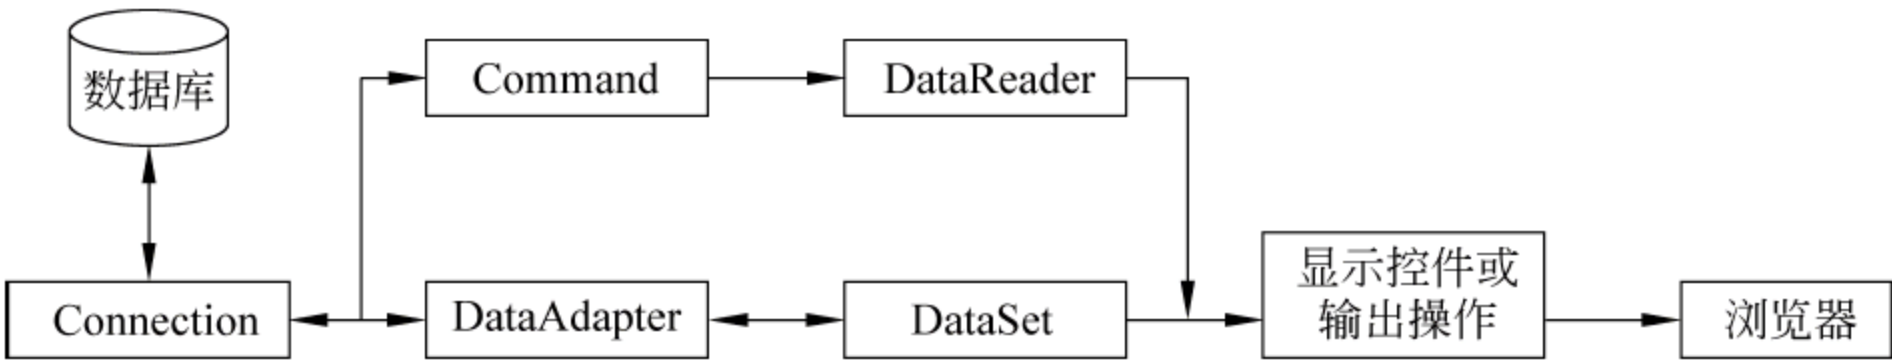 数据库
Command
DataReader
Connection
DataAdapter
DataSet
显示控件或
输出操作
浏览器